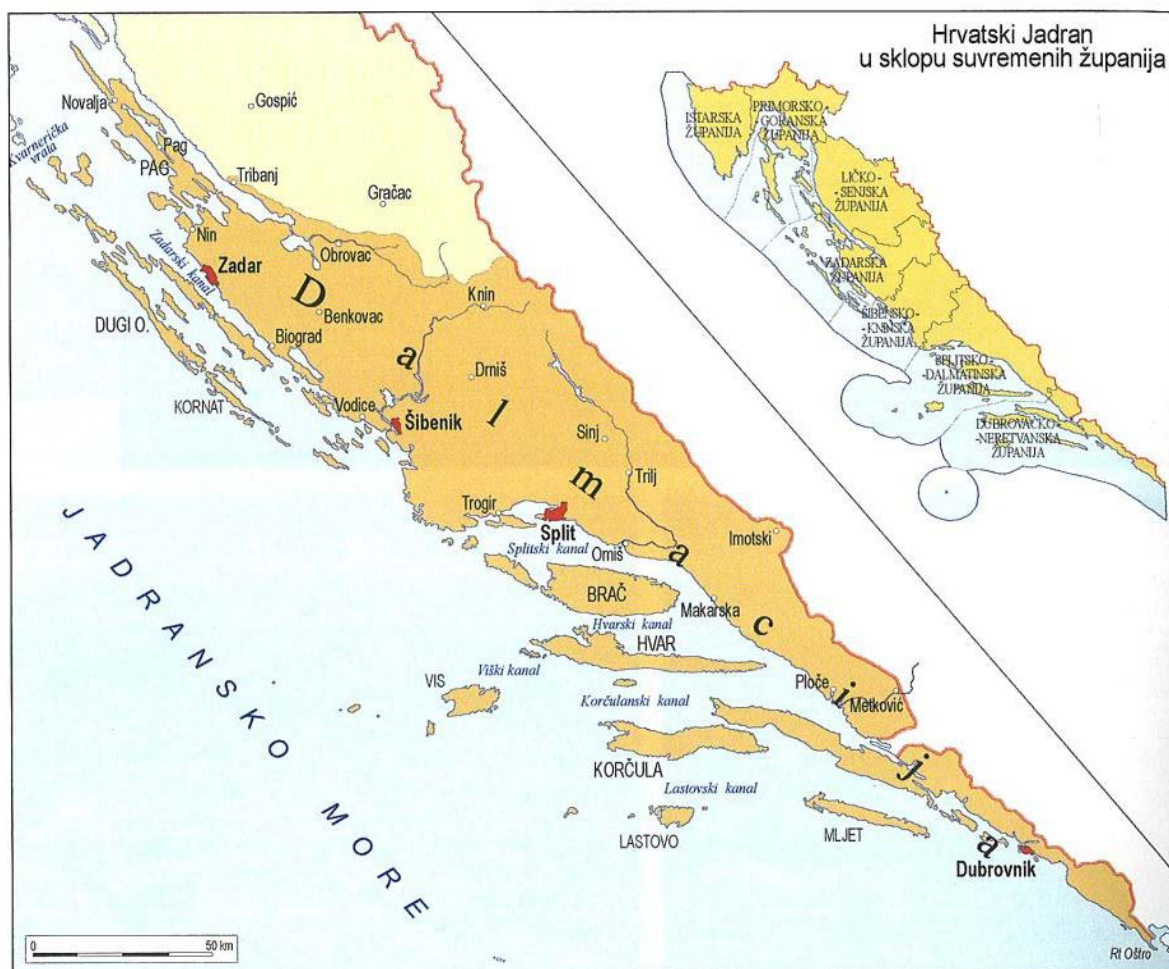 Hrvatski Jadran
u sklopu suvremenih županija
ISTARSKA
ŽUPANIJA
PRIMORSKO -
- GORANSKA
ŽUPANIJA
LIČKO -
- SENJSKA
ŽUPANIJA
ZADARSKA
ŽUPANIJA
ŠIBENSKO -
- KNINSKA
ŽUPANIJA
SPLITSKO -
- DALMATINSKA
ŽUPANIJA
DUBROVAČKO -
- NERETVANSKA
ŽUPANIJA
Novalja
Gospić
Kvarnerička
vrata
Pag
PAG
Tribanj
Gračac
Nin
Zadarski kanal
Zadar
Obrovac
Knin
DUGI O.
Benkovac
Biograd
Drniš
KORNAT
Vodice
Šibenik
Sinj
Trilj
Trogir
Split
Imotski
Splitski kanal
Omiš
BRAČ
Makarska
Hvarski kanal
HVAR
Viški kanal
VIS
Ploče
Metković
Korčulanski kanal
KORČULA
Lastovski kanal
LASTOVO
MLJET
Dubrovnik
Dalmacija
JADRANSKO MORE
0 50 km
Rt Oštro